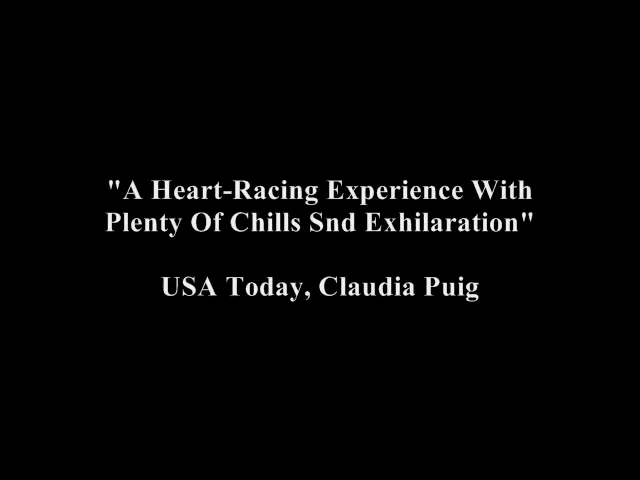 "A Heart-Racing Experience With
Plenty Of Chills Snd Exhilaration"
USA Today, Claudia Puig